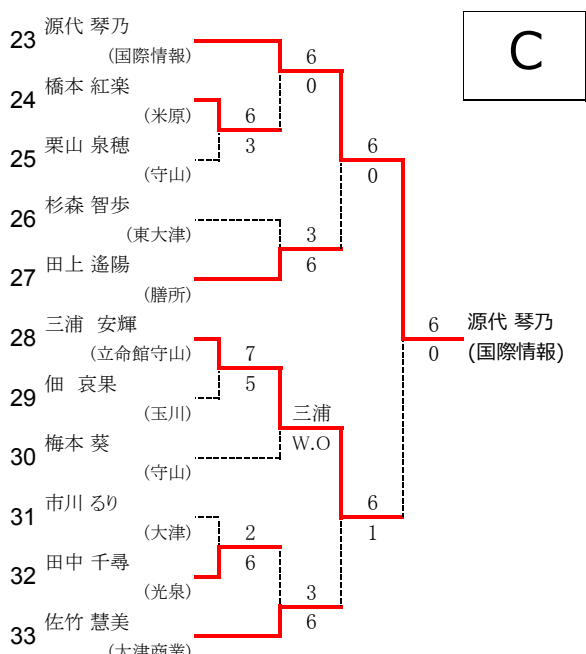 C
23 源代 琴乃
(国際情報)
6
0
24 橋本 紅楽
(米原)
6
3
25 栗山 泉穂
(守山)
6
0
26 杉森 智歩
(東大津)
3
6
27 田上 遙陽
(膳所)
28 三浦 安輝
(立命館守山)
7
5
6
0
源代 琴乃
(国際情報)
29 佃 哀果
(玉川)
三浦
W.O
30 梅本 葵
(守山)
31 市川 るり
(大津)
6
1
2
6
32 田中 千尋
(光泉)
3
6
33 佐竹 慧美
(大津商業)